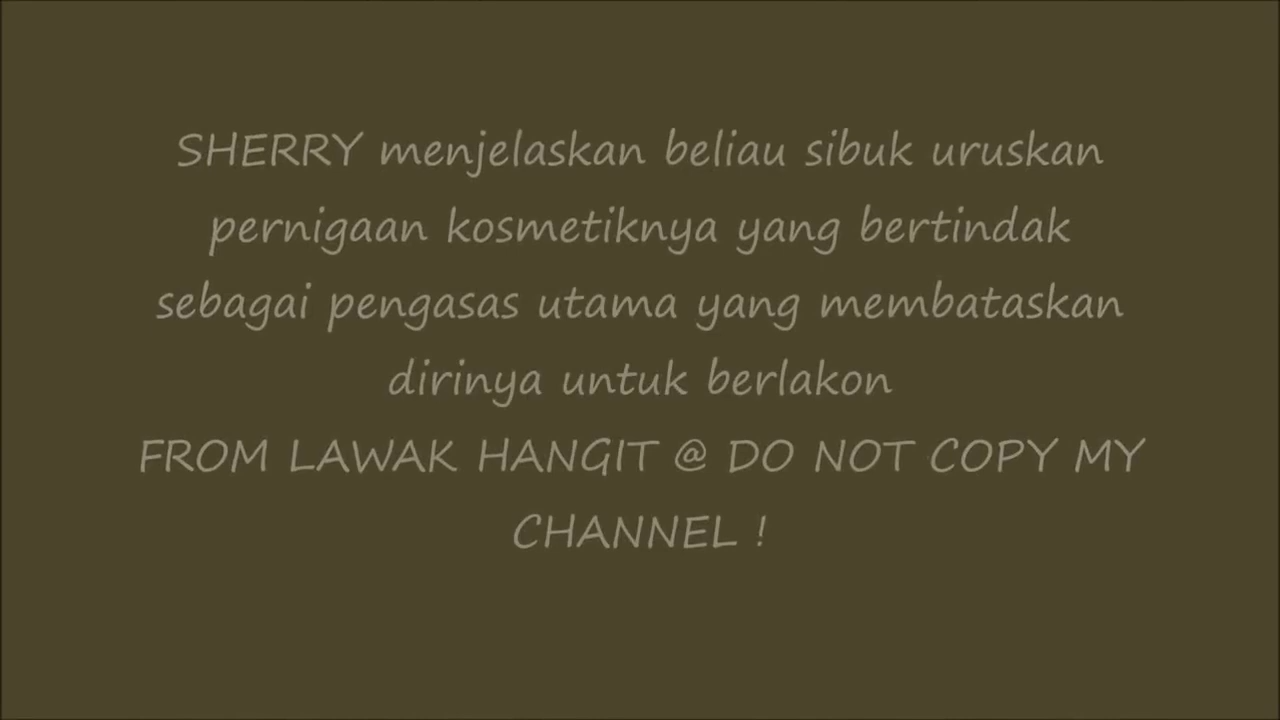 SHERRY menjelaskan beliau sibuk uruskan
pernigaan kosmetiknya yang bertindak
sebagai pengasas utama yang membataskan
dirinya untuk berlakon
FROM LAWAK HANGIT @ DO NOT COPY MY
CHANNEL !